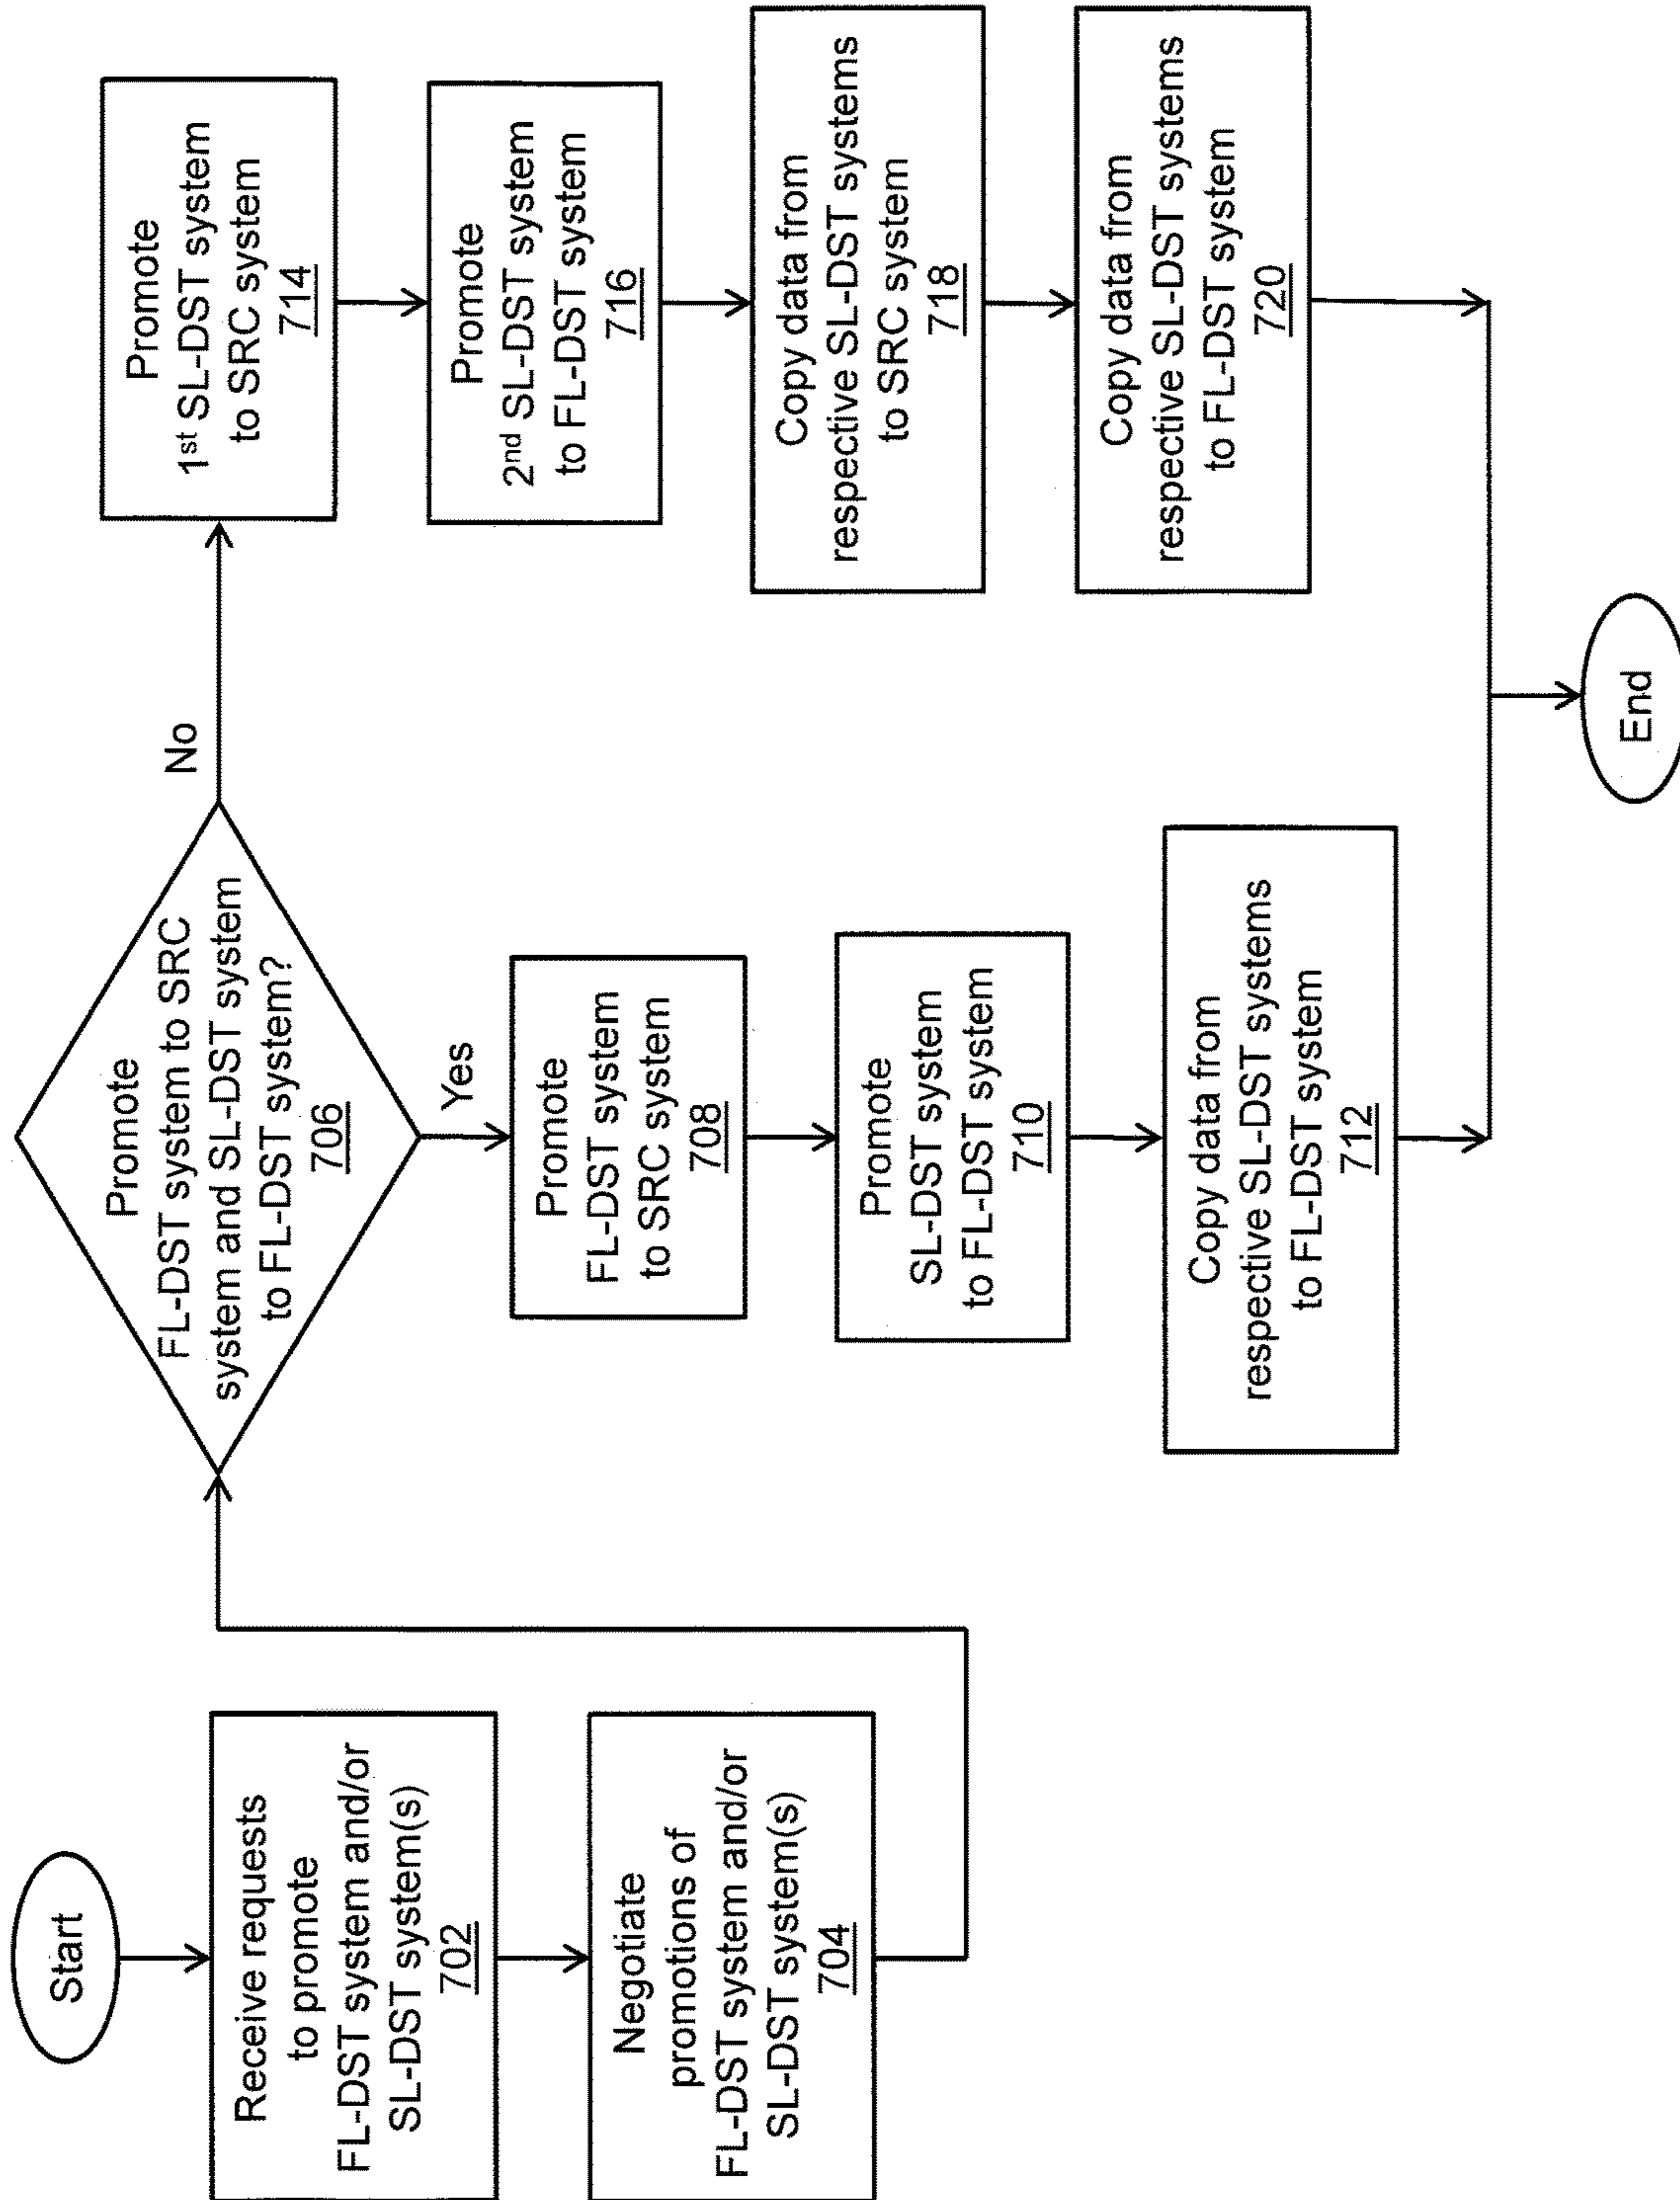 Start
Receive requests
to promote
FL-DST system and/or
SL-DST system(s)
702
Negotiate
promotions of
FL-DST system and/or
SL-DST system(s)
704
Promote
FL-DST system to SRC
system and SL-DST system
to FL-DST system?
706
Yes
No
Promote
FL-DST system
to SRC system
708
Promote
SL-DST system
to FL-DST system
710
Copy data from
respective SL-DST systems
to FL-DST system
712
Promote
1st SL-DST system
to SRC system
714
Promote
2nd SL-DST system
to FL-DST system
716
Copy data from
respective SL-DST systems
to SRC system
718
Copy data from
respective SL-DST systems
to FL-DST system
720
End